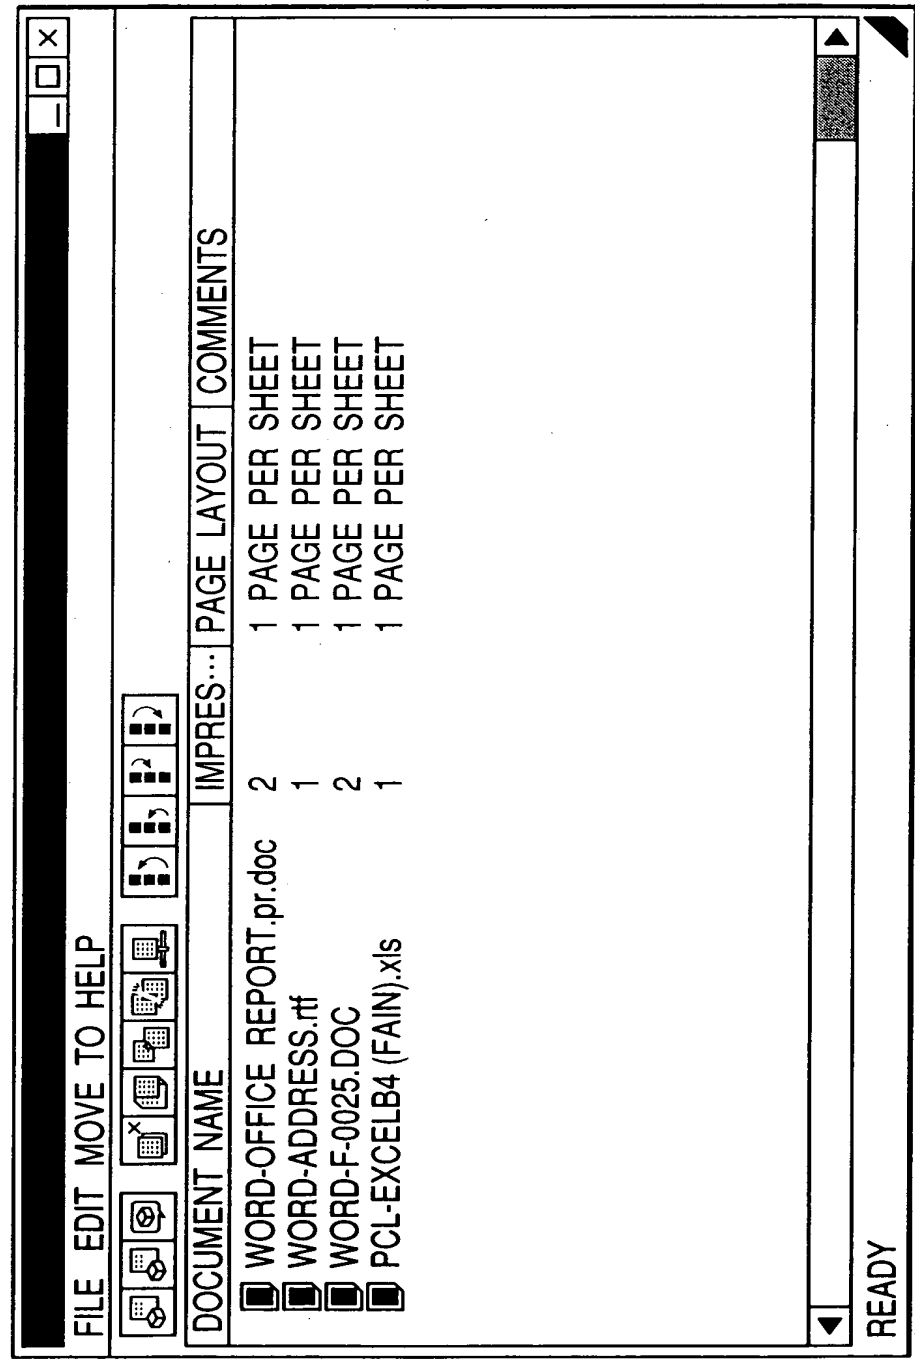 FILE EDIT MOVE TO HELP
DOCUMENT NAME IMPRES… PAGE LAYOUT COMMENTS
WORD-OFFICE REPORT.pr.doc 2 1 PAGE PER SHEET
WORD-ADDRESS.rtf 1 1 PAGE PER SHEET
WORD-F-0025.DOC 2 1 PAGE PER SHEET
PCL-EXCELB4 (FAIN).xls 1 1 PAGE PER SHEET
READY